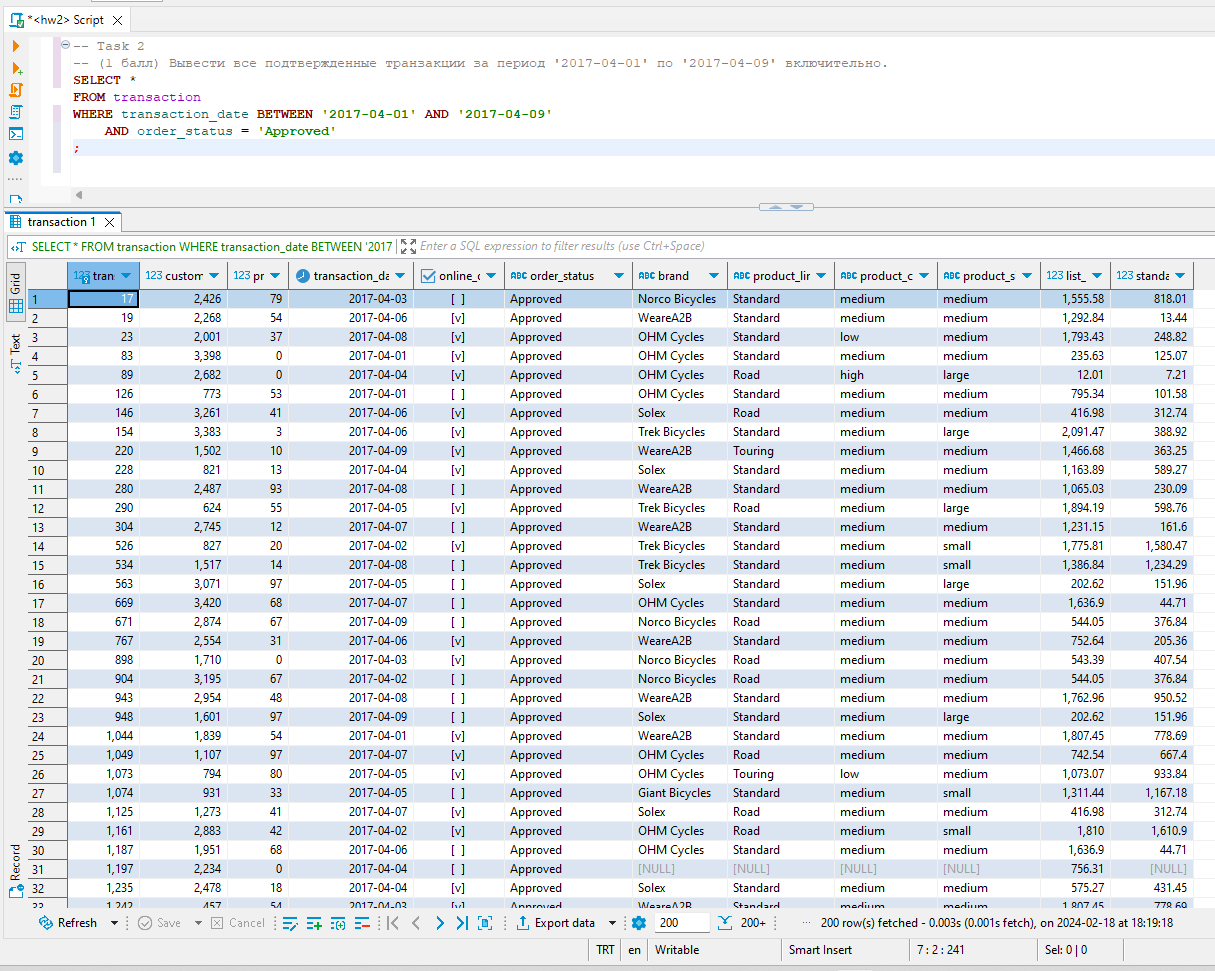 *<hw2> Script
-- Task 2
-- (1 балл) Вывести все подтвержденные транзакции за период '2017-04-01' по '2017-04-09' включительно.
SELECT *
FROM transaction
WHERE transaction_date BETWEEN '2017-04-01' AND '2017-04-09'
AND order_status = 'Approved'
;
transaction 1
SELECT * FROM transaction WHERE transaction_date BETWEEN '2017 Enter a SQL expression to filter results (use Ctrl+Space)
Grid
Text
Record
123 tran 123 custom 123 pr transaction_da online_c ABC order_status ABC brand ABC product_lir ABC product_c ABC product_s 123 list_ 123 standa
1 17 2,426 79 2017-04-03 [ ] Approved Norco Bicycles Standard medium medium 1,555.58 818.01
2 19 2,268 54 2017-04-06 [v] Approved WeareA2B Standard medium medium 1,292.84 13.44
3 23 2,001 37 2017-04-08 [v] Approved OHM Cycles Standard low medium 1,793.43 248.82
4 83 3,398 0 2017-04-01 [v] Approved OHM Cycles Standard medium medium 235.63 125.07
5 89 2,682 0 2017-04-04 [v] Approved OHM Cycles Road high large 12.01 7.21
6 126 773 53 2017-04-01 [ ] Approved OHM Cycles Standard medium medium 795.34 101.58
7 146 3,261 41 2017-04-06 [v] Approved Solex Road medium medium 416.98 312.74
8 154 3,383 3 2017-04-06 [v] Approved Trek Bicycles Standard medium large 2,091.47 388.92
9 220 1,502 10 2017-04-09 [v] Approved WeareA2B Touring medium medium 1,466.68 363.25
10 228 821 13 2017-04-04 [v] Approved Solex Standard medium medium 1,163.89 589.27
11 280 2,487 93 2017-04-08 [ ] Approved WeareA2B Standard medium medium 1,065.03 230.09
12 290 624 55 2017-04-05 [v] Approved Trek Bicycles Road medium large 1,894.19 598.76
13 304 2,745 12 2017-04-07 [ ] Approved WeareA2B Standard medium medium 1,231.15 161.6
14 526 827 20 2017-04-02 [v] Approved Trek Bicycles Standard medium small 1,775.81 1,580.47
15 534 1,517 14 2017-04-08 [ ] Approved Trek Bicycles Standard medium small 1,386.84 1,234.29
16 563 3,071 97 2017-04-05 [ ] Approved Solex Standard medium large 202.62 151.96
17 669 3,420 68 2017-04-07 [ ] Approved OHM Cycles Standard medium medium 1,636.9 44.71
18 671 2,874 67 2017-04-09 [ ] Approved Norco Bicycles Road medium medium 544.05 376.84
19 767 2,554 31 2017-04-06 [v] Approved WeareA2B Standard medium medium 752.64 205.36
20 898 1,710 0 2017-04-03 [v] Approved Norco Bicycles Road medium medium 543.39 407.54
21 904 3,195 67 2017-04-02 [ ] Approved Norco Bicycles Road medium medium 544.05 376.84
22 943 2,954 48 2017-04-08 [ ] Approved WeareA2B Standard medium medium 1,762.96 950.52
23 948 1,601 97 2017-04-09 [ ] Approved Solex Standard medium large 202.62 151.96
24 1,044 1,839 54 2017-04-01 [v] Approved WeareA2B Standard medium medium 1,807.45 778.69
25 1,049 1,107 97 2017-04-07 [v] Approved OHM Cycles Road medium medium 742.54 667.4
26 1,073 794 80 2017-04-05 [v] Approved OHM Cycles Touring low medium 1,073.07 933.84
27 1,074 931 33 2017-04-05 [ ] Approved Giant Bicycles Standard medium small 1,311.44 1,167.18
28 1,125 1,273 41 2017-04-07 [v] Approved Solex Road medium medium 416.98 312.74
29 1,161 2,883 42 2017-04-02 [v] Approved OHM Cycles Road medium small 1,810 1,610.9
30 1,187 1,951 68 2017-04-06 [ ] Approved OHM Cycles Standard medium medium 1,636.9 44.71
31 1,197 2,234 0 2017-04-04 [ ] Approved [NULL] [NULL] [NULL] [NULL] 756.31 [NULL]
32 1,235 2,478 18 2017-04-04 [v] Approved Solex Standard medium medium 575.27 431.45
33 1,242 457 54 2017-04-03 Approved WeareA2B Standard medium medium 1,807.45 778.69
Refresh Save Cancel Export data 200 200+ ··· 200 row(s) fetched - 0.003s (0.001s fetch), on 2024-02-18 at 18:19:18
TRT en Writable Smart Insert 7 : 2 : 241 Sel: 0 | 0